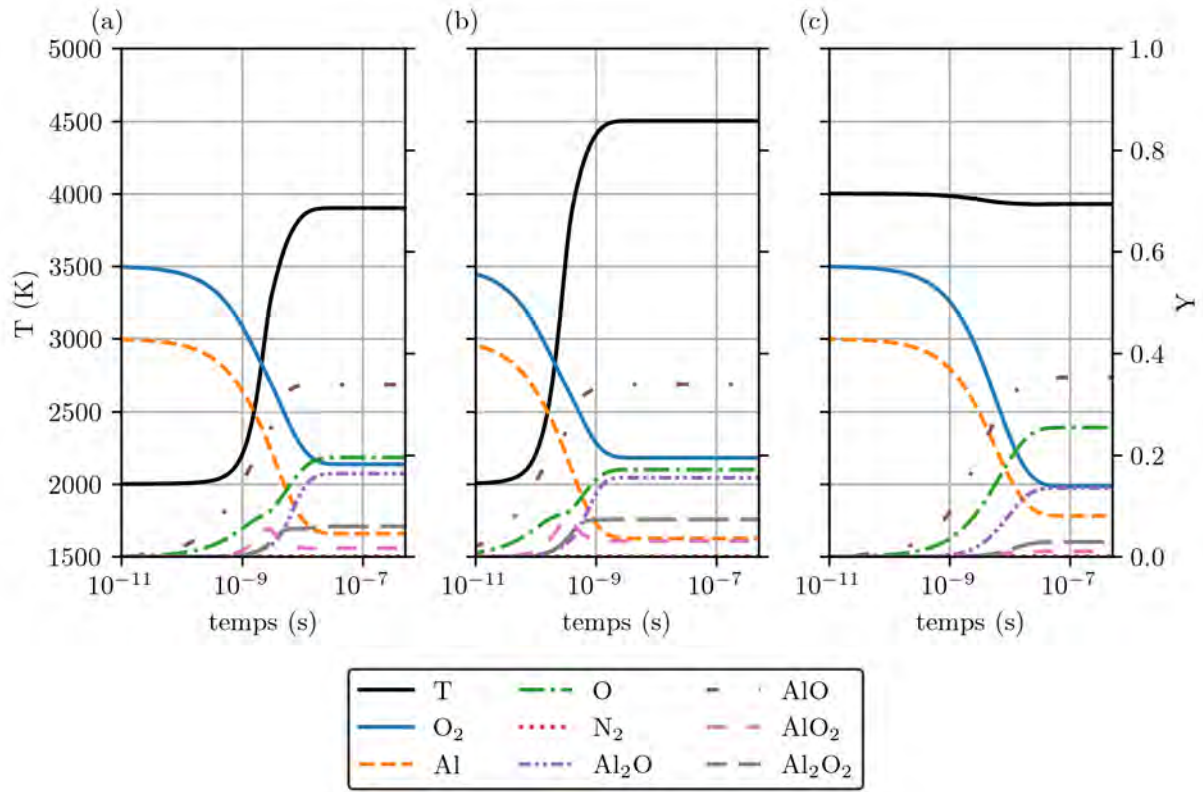 (a) (b) (c)
5000 1.0
4500
0.8
4000
3500 0.6
T (K) Y
3000
0.4
2500
0.2
2000
1500 0.0
10⁻¹¹ 10⁻⁹ 10⁻⁷ 10⁻¹¹ 10⁻⁹ 10⁻⁷ 10⁻¹¹ 10⁻⁹ 10⁻⁷
temps (s) temps (s) temps (s)
T O AlO
O₂ N₂ AlO₂
Al Al₂O Al₂O₂